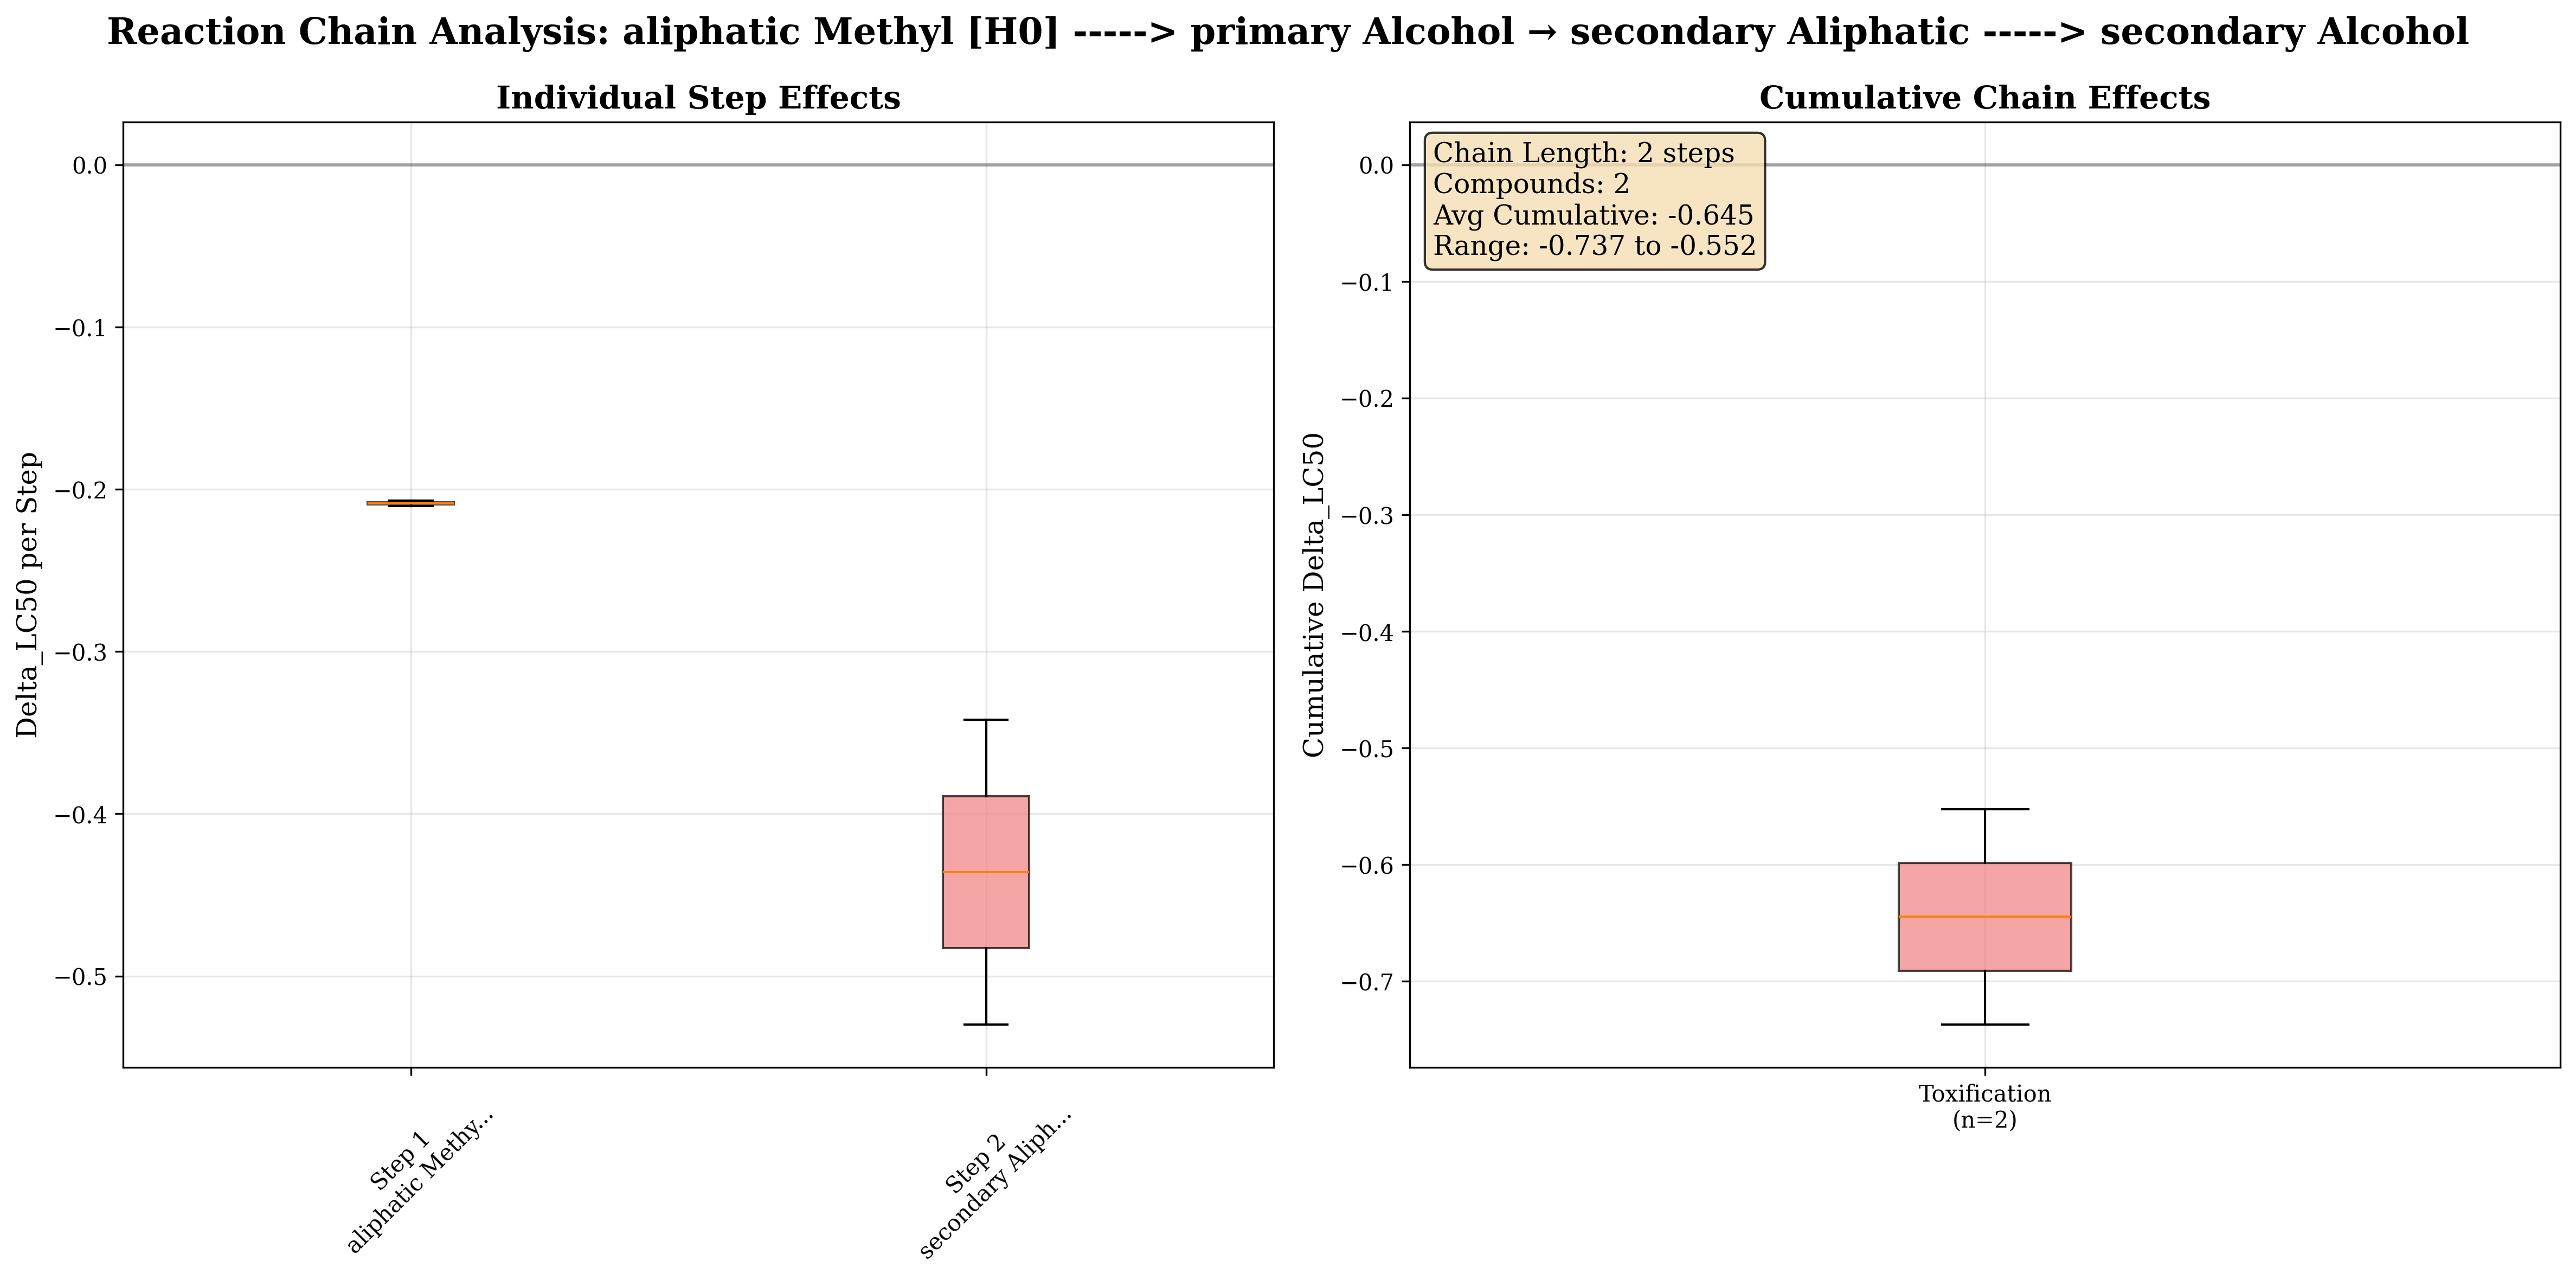 Reaction Chain Analysis: aliphatic Methyl [H0] -----> primary Alcohol → secondary Aliphatic -----> secondary Alcohol
Individual Step Effects
Delta_LC50 per Step
0.0
−0.1
−0.2
−0.3
−0.4
−0.5
Step 1
aliphatic Methy...
Step 2
secondary Aliph...
Cumulative Chain Effects
Cumulative Delta_LC50
0.0
−0.1
−0.2
−0.3
−0.4
−0.5
−0.6
−0.7
Chain Length: 2 steps
Compounds: 2
Avg Cumulative: -0.645
Range: -0.737 to -0.552
Toxification
(n=2)